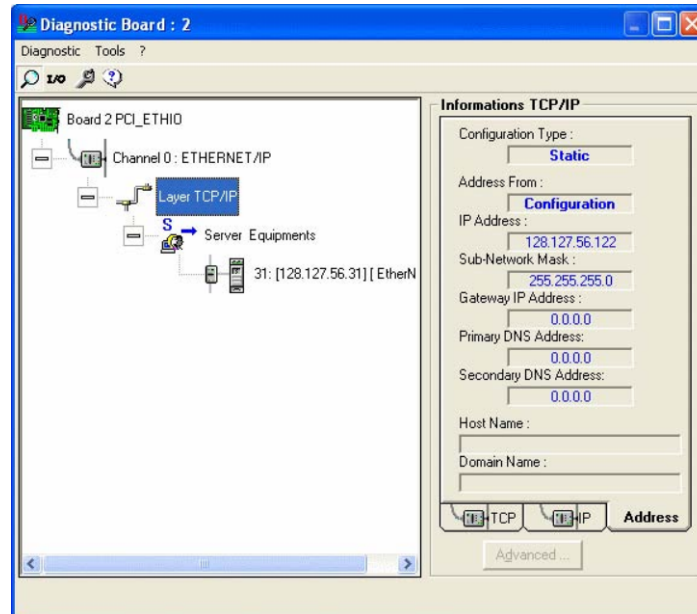 Diagnostic Board : 2
Diagnostic Tools ?
I/O
Board 2 PCI_ETHIO
Channel 0 : ETHERNET/IP
Layer TCP/IP
S
Server Equipments
31: [128.127.56.31] [ EtherN
Informations TCP/IP
Configuration Type :
Static
Address From :
Configuration
IP Address :
128.127.56.122
Sub-Network Mask :
255.255.255.0
Gateway IP Address :
0.0.0.0
Primary DNS Address:
0.0.0.0
Secondary DNS Address:
0.0.0.0
Host Name :
Domain Name :
TCP IP Address
Advanced ...